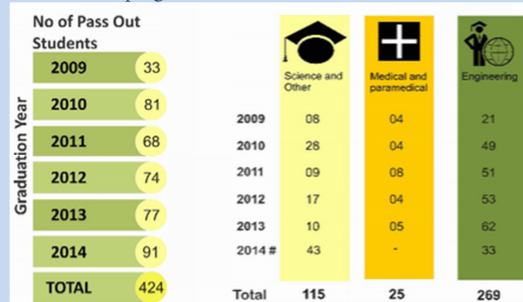 No of Pass Out
Students
Graduation Year
2009 33
2010 81
2011 68
2012 74
2013 77
2014 91
TOTAL 424
Science and
Other
Medical and
paramedical
Engineering
2009 08 04 21
2010 28 04 49
2011 09 08 51
2012 17 04 53
2013 10 05 62
2014 # 43 - 33
Total 115 25 269